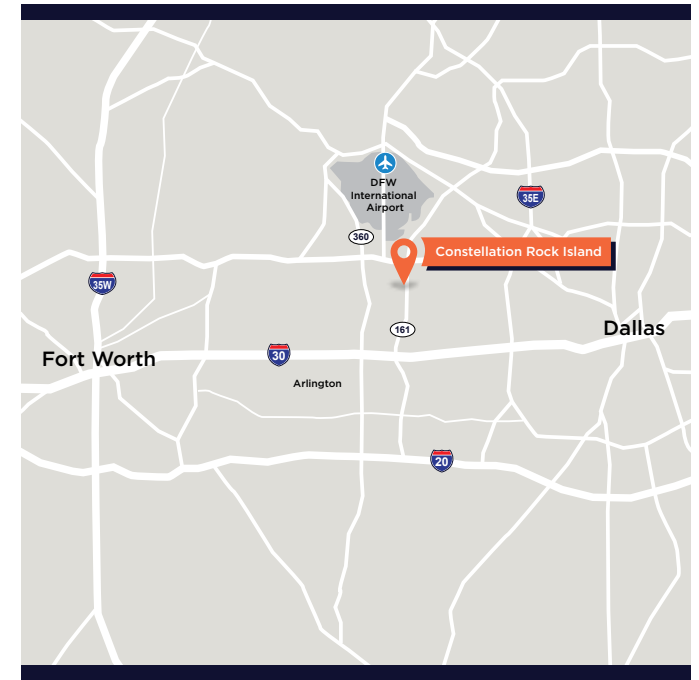 DFW
International
Airport
35E
360
Constellation Rock Island
35W
161
Dallas
Fort Worth
30
Arlington
20